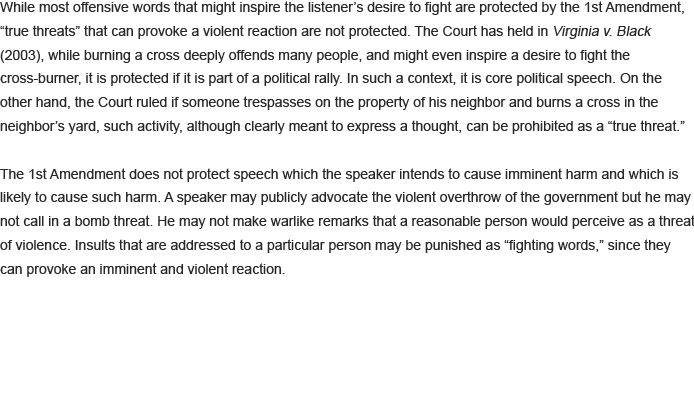 While most offensive words that might inspire the listener’s desire to fight are protected by the 1st Amendment,
“true threats” that can provoke a violent reaction are not protected. The Court has held in Virginia v. Black
(2003), while burning a cross deeply offends many people, and might even inspire a desire to fight the
cross-burner, it is protected if it is part of a political rally. In such a context, it is core political speech. On the
other hand, the Court ruled if someone trespasses on the property of his neighbor and burns a cross in the
neighbor’s yard, such activity, although clearly meant to express a thought, can be prohibited as a “true threat.”
The 1st Amendment does not protect speech which the speaker intends to cause imminent harm and which is
likely to cause such harm. A speaker may publicly advocate the violent overthrow of the government but he may
not call in a bomb threat. He may not make warlike remarks that a reasonable person would perceive as a threat
of violence. Insults that are addressed to a particular person may be punished as “fighting words,” since they
can provoke an imminent and violent reaction.